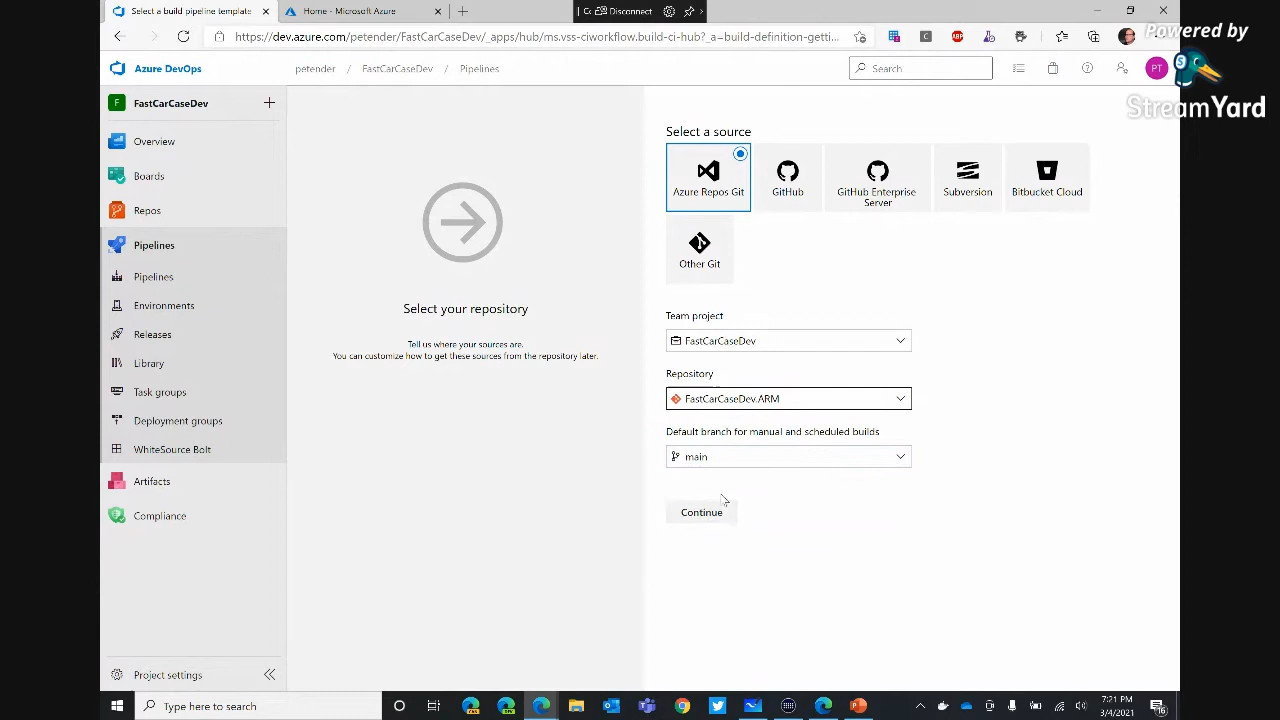 Select a build pipeline template
Home - Microsoft Azure
Disconnect
https://dev.azure.com/petender/FastCarCaseDev/_apps/hub/ms.vss-ciworkflow.build-ci-hub?_a=build-definition-getti...
Powered by
StreamYard
Azure DevOps
petender / FastCarCaseDev / Pipelines
Search
PT
F
FastCarCaseDev
Overview
Boards
Repos
Pipelines
Pipelines
Environments
Releases
Library
Task groups
Deployment groups
WhiteSource Bolt
Artifacts
Compliance
Project settings
Select your repository
Tell us where your sources are.
You can customize how to get these sources from the repository later.
Select a source
Azure Repos Git
GitHub
GitHub Enterprise
Server
Subversion
Bitbucket Cloud
Other Git
Team project
FastCarCaseDev
Repository
FastCarCaseDev.ARM
Default branch for manual and scheduled builds
main
Continue
Type here to search
7:21 PM
3/4/2021